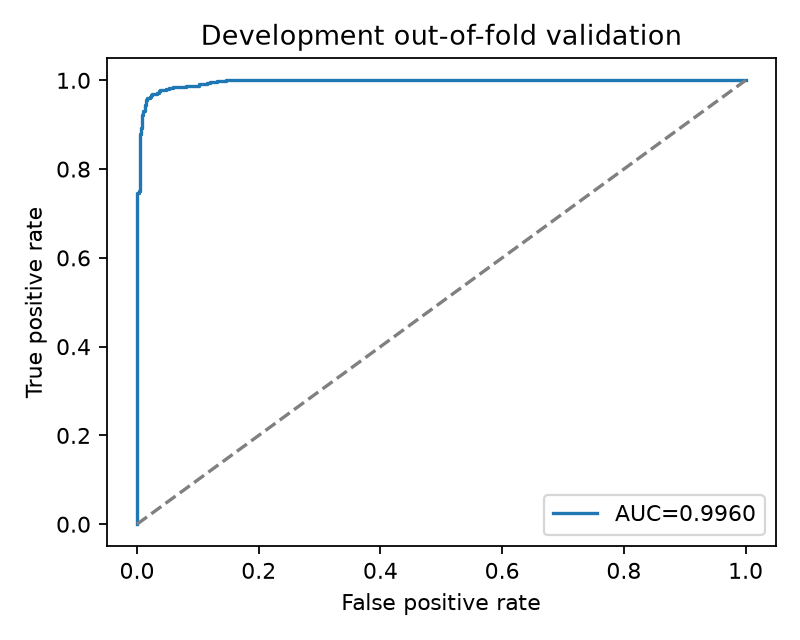 Development out-of-fold validation
True positive rate
1.0
0.8
0.6
0.4
0.2
0.0
AUC=0.9960
0.0 0.2 0.4 0.6 0.8 1.0
False positive rate